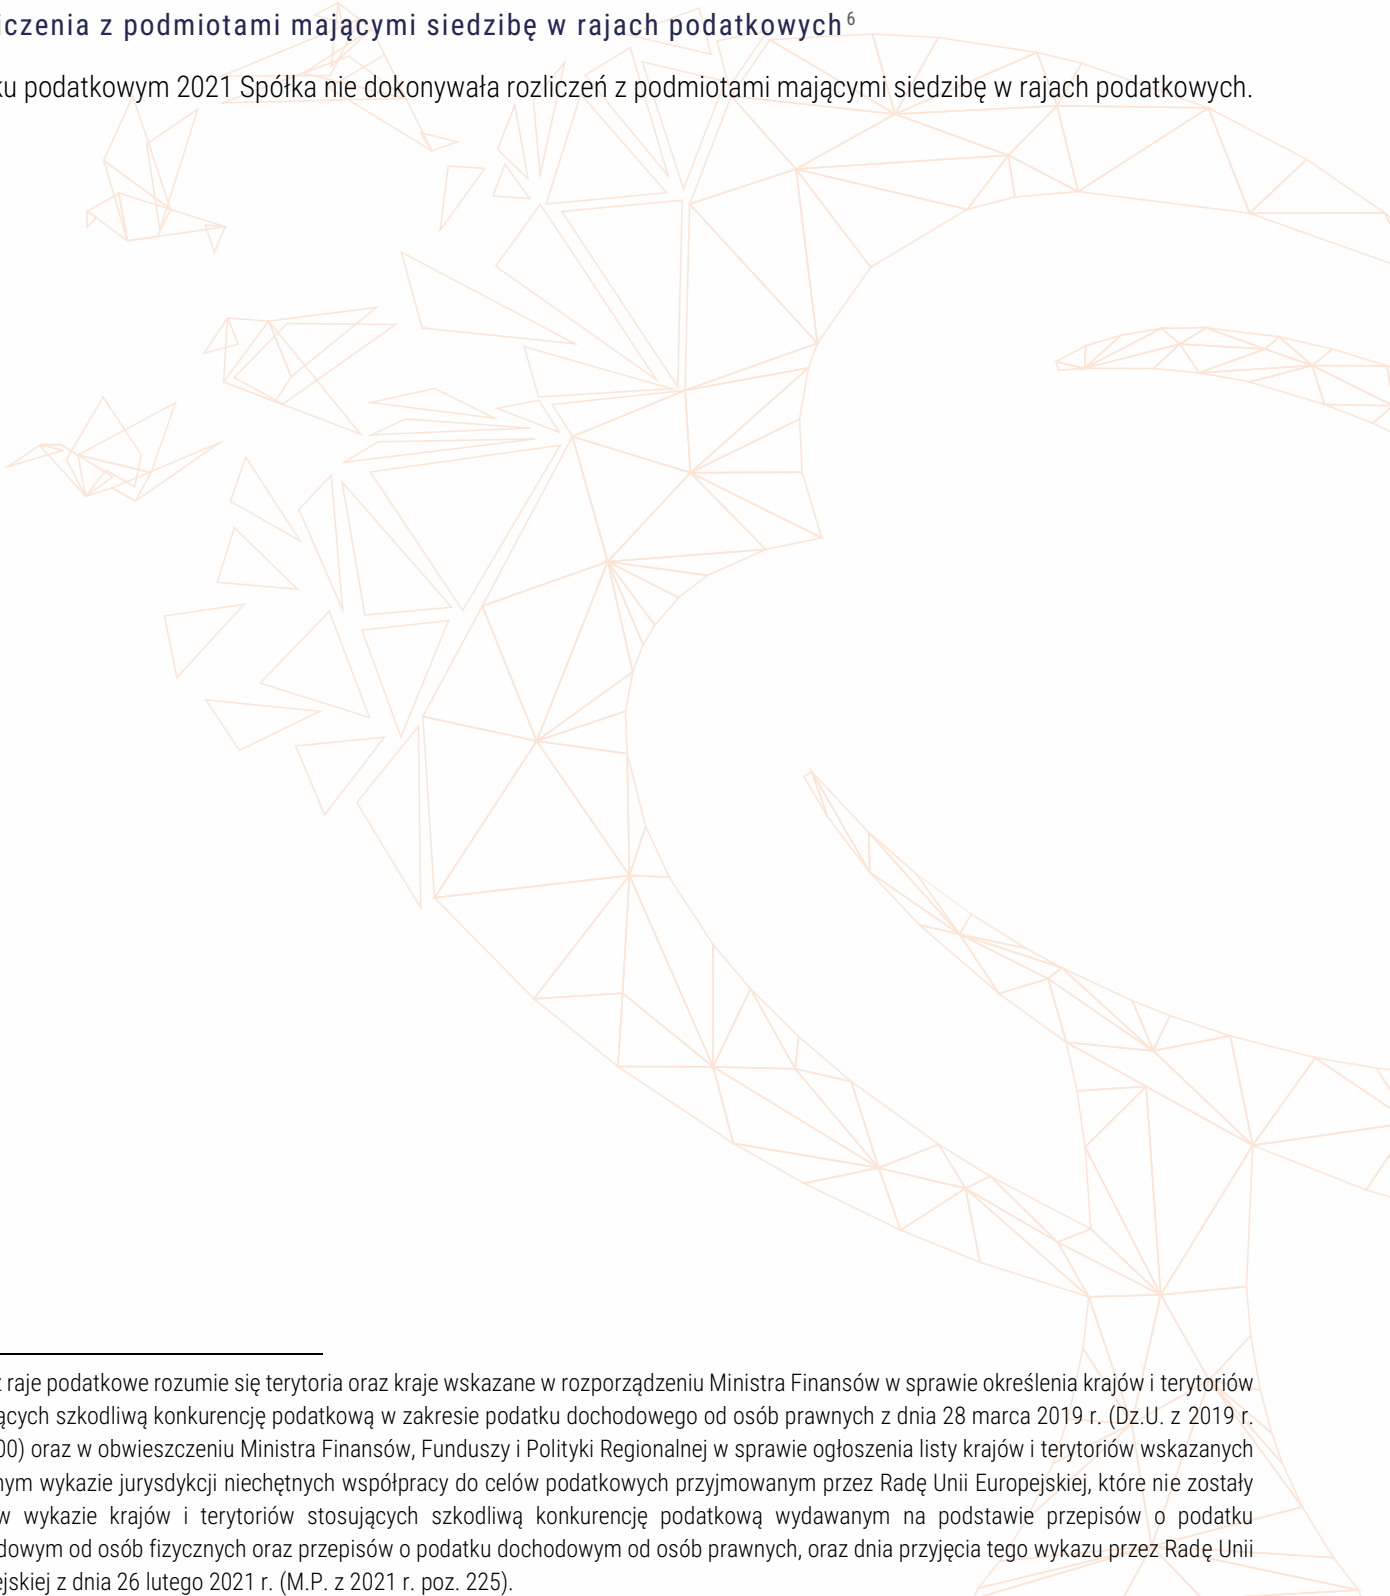 iczenia z podmiotami mającymi siedzibę w rajach podatkowych 6
ku podatkowym 2021 Spółka nie dokonywała rozliczeń z podmiotami mającymi siedzibę w rajach podatkowych.
z raje podatkowe rozumie się terytoria oraz kraje wskazane w rozporządzeniu Ministra Finansów w sprawie określenia krajów i terytoriów
ących szkodliwą konkurencję podatkową w zakresie podatku dochodowego od osób prawnych z dnia 28 marca 2019 r. (Dz.U. z 2019 r.
00) oraz w obwieszczeniu Ministra Finansów, Funduszy i Polityki Regionalnej w sprawie ogłoszenia listy krajów i terytoriów wskazanych
nym wykazie jurysdykcji niechętnych współpracy do celów podatkowych przyjmowanym przez Radę Unii Europejskiej, które nie zostały
w wykazie krajów i terytoriów stosujących szkodliwą konkurencję podatkową wydawanym na podstawie przepisów o podatku
dowym od osób fizycznych oraz przepisów o podatku dochodowym od osób prawnych, oraz dnia przyjęcia tego wykazu przez Radę Unii
ejskiej z dnia 26 lutego 2021 r. (M.P. z 2021 r. poz. 225).